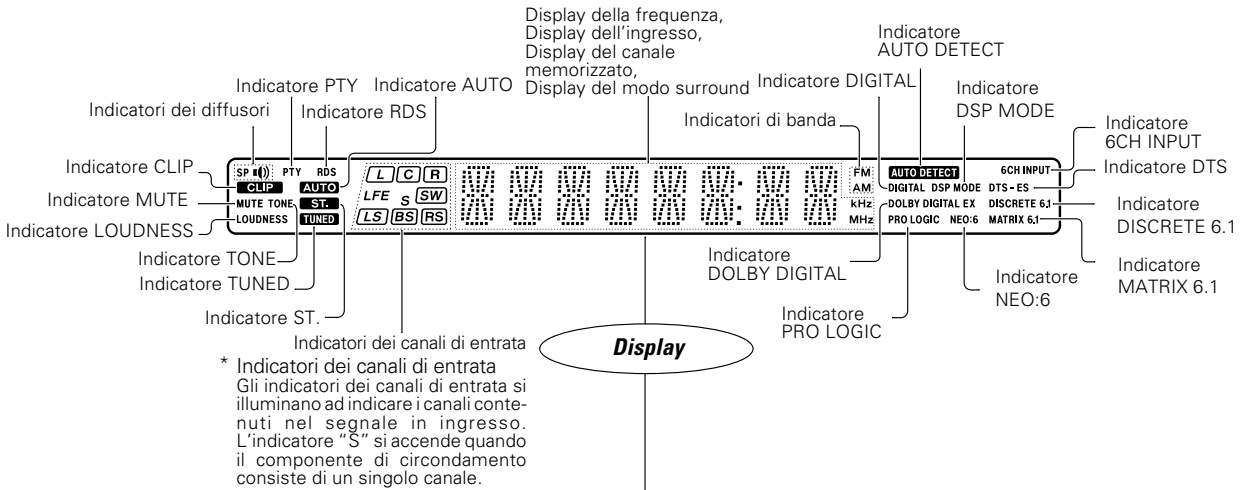 Display della frequenza,
Display dell'ingresso,
Display del canale
memorizzato,
Display del modo surround
Indicatore
AUTO DETECT
Indicatore DIGITAL
Indicatore
DSP MODE
Indicatori di banda
Indicatore
6CH INPUT
Indicatore DTS
Indicatore PTY
Indicatore AUTO
Indicatori dei diffusori
Indicatore RDS
Indicatore CLIP
Indicatore MUTE
Indicatore LOUDNESS
SP PTY RDS
CLIP AUTO
MUTE TONE ST.
LOUDNESS TUNED
L C R
LFE S SW
LS BS RS
FM
AM
kHz
MHz
AUTO DETECT 6CH INPUT
DIGITAL DSP MODE DTS-ES
DOLBY DIGITAL EX DISCRETE 6.1
PRO LOGIC NEO:6 MATRIX 6.1
Indicatore
DISCRETE 6.1
Indicatore TONE
Indicatore TUNED
Indicatore ST.
Indicatori dei canali di entrata
Indicatore
DOLBY DIGITAL
Indicatore
PRO LOGIC
Indicatore
NEO:6
Indicatore
MATRIX 6.1
Display
* Indicatori dei canali di entrata
Gli indicatori dei canali di entrata si
illuminano ad indicare i canali conte-
nuti nel segnale in ingresso.
L'indicatore "S" si accende quando
il componente di circondamento
consiste di un singolo canale.